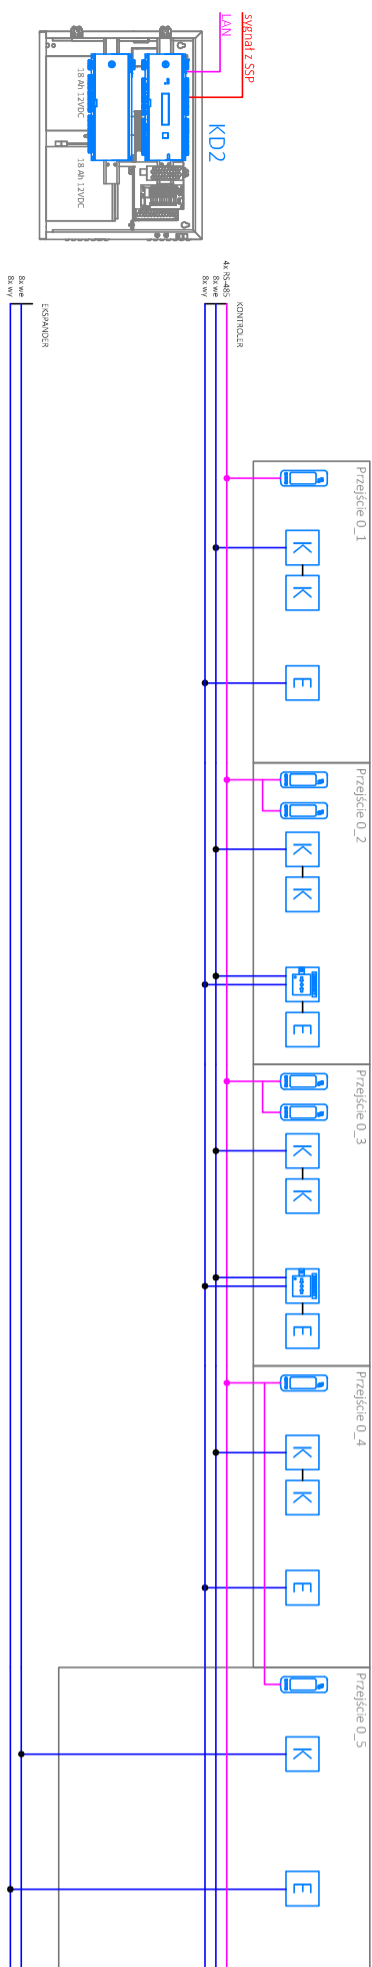 sygnał z SSP
LAN
KD2
18 Ah 12VDC
18 Ah 12VDC
KONTROLER
4x RS-485
8x we
8x wy
EKSPANDER
8x we
8x wy
Przejście 0_1
K
K
E
Przejście 0_2
K
K
E
Przejście 0_3
K
K
E
Przejście 0_4
K
K
E
Przejście 0_5
K
E